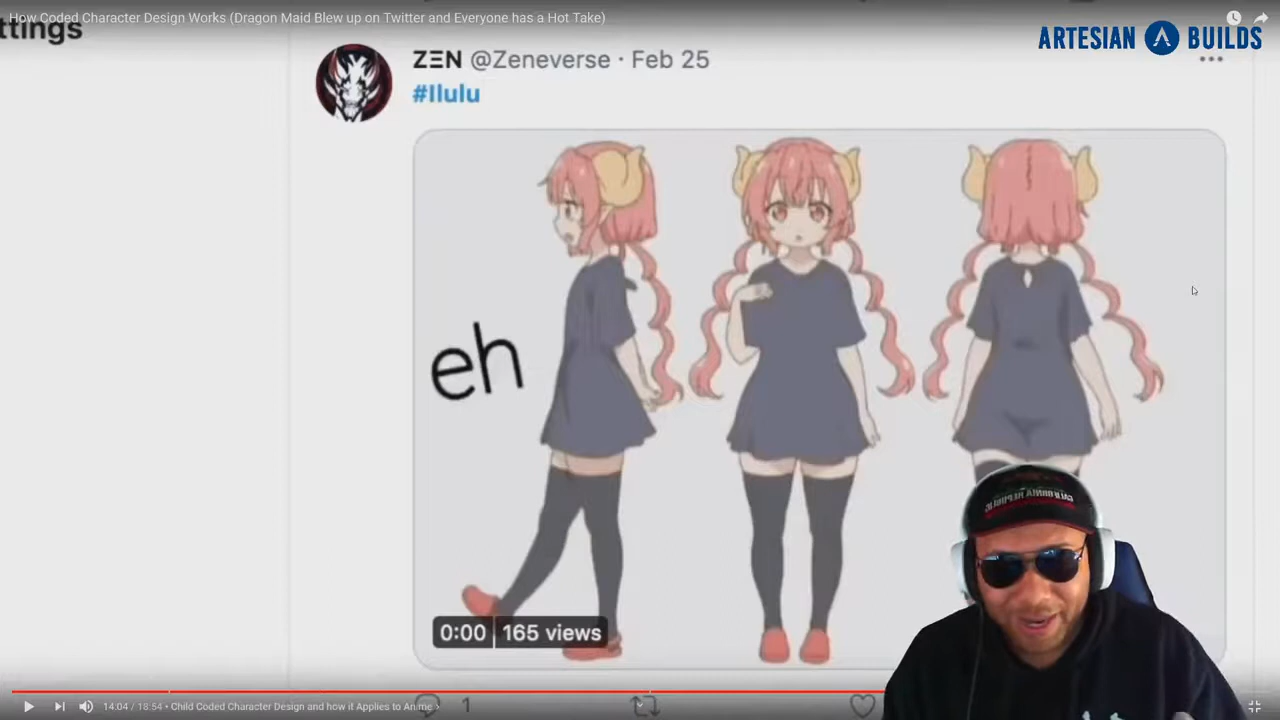 How Coded Character Design Works (Dragon Maid Blew up on Twitter and Everyone has a Hot Take)
ttings
ARTESIAN BUILDS
ZΞN @Zeneverse · Feb 25
#Ilulu
eh
0:00 165 views
1
14:04 / 18:54 • Child Coded Character Design and how it Applies to Anime